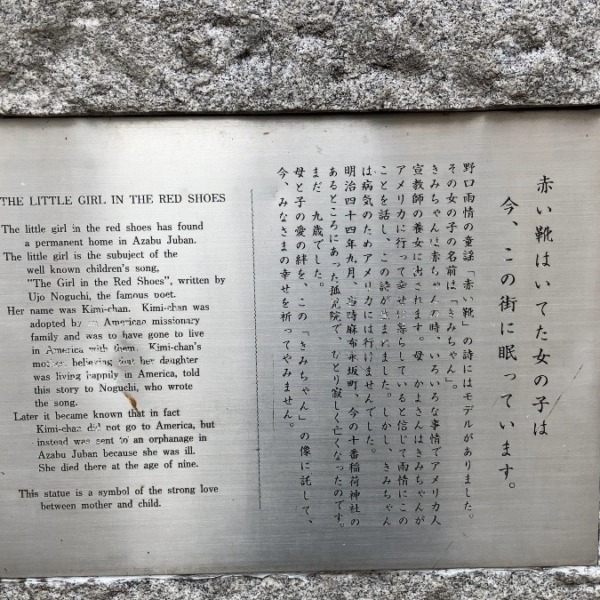 THE LITTLE GIRL IN THE RED SHOES
The little girl in the red shoes has found
a permanent home in Azabu Juban.
The little girl is the subuject of the
well known children's song,
"The Girl in the Red Shoes", written by
Ujo Noguchi, the famous poet.
Her name was Kimi-chan. Kimi-chan was
adopted by an American missionary
family and was to have gone to live
in America with them. Kimi-chan's
mother, believing that her daughter
was living happily in America, told
this story to Noguchi, who wrote
the song.
Later it became known that in fact
Kimi-chan did not go to America, but
instead was sent to an orphanage in
Azabu Juban because she was ill.
She died there at the age of nine.
This statue is a symbol of the strong love
between mother and child.
赤い靴はいてた女の子は
今、この街に眠っています。
野口雨情の童謡「赤い靴」の詩にはモデルがありました。
その女の子の名前は「きみちゃん」。
きみちゃんは赤ちゃんの時、いろいろな事情でアメリカ人
宣教師の養女に出されます。母 かよさんはきみちゃんが
アメリカに行って幸せに暮らしていると信じて雨情にこの
ことを話し、この詩が生まれました。しかし、きみちゃん
は病気のためアメリカには行けませんでした。
明治四十四年九月、当時麻布永坂町、今の十番稲荷神社の
あるところにあった孤児院で、ひとり寂しく亡くなったのです。
まだ 九歳でした。
母と子の愛の絆を、この「きみちゃん」の像に託して、
今、みなさまの幸せを祈ってやみません。